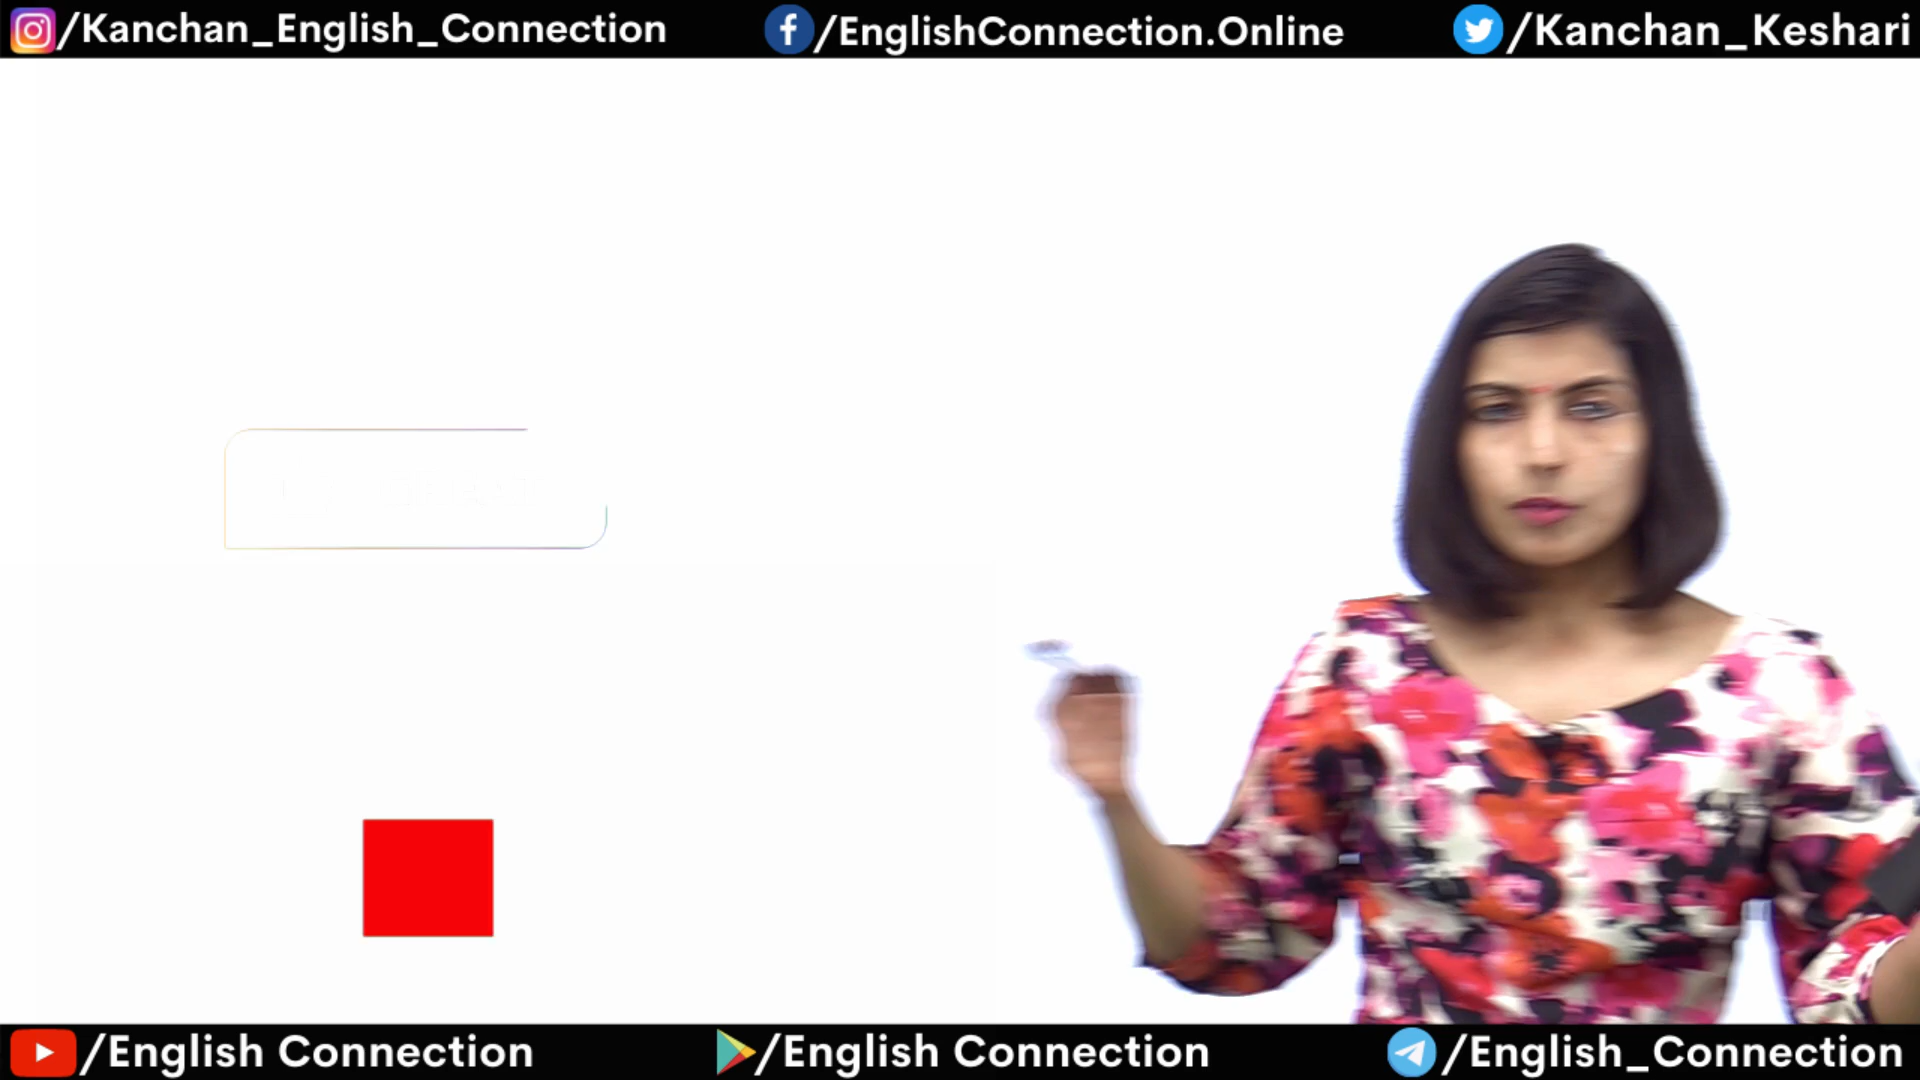 /Kanchan_English_Connection
/EnglishConnection.Online
/Kanchan_Keshari
/English Connection
/English Connection
/English_Connection